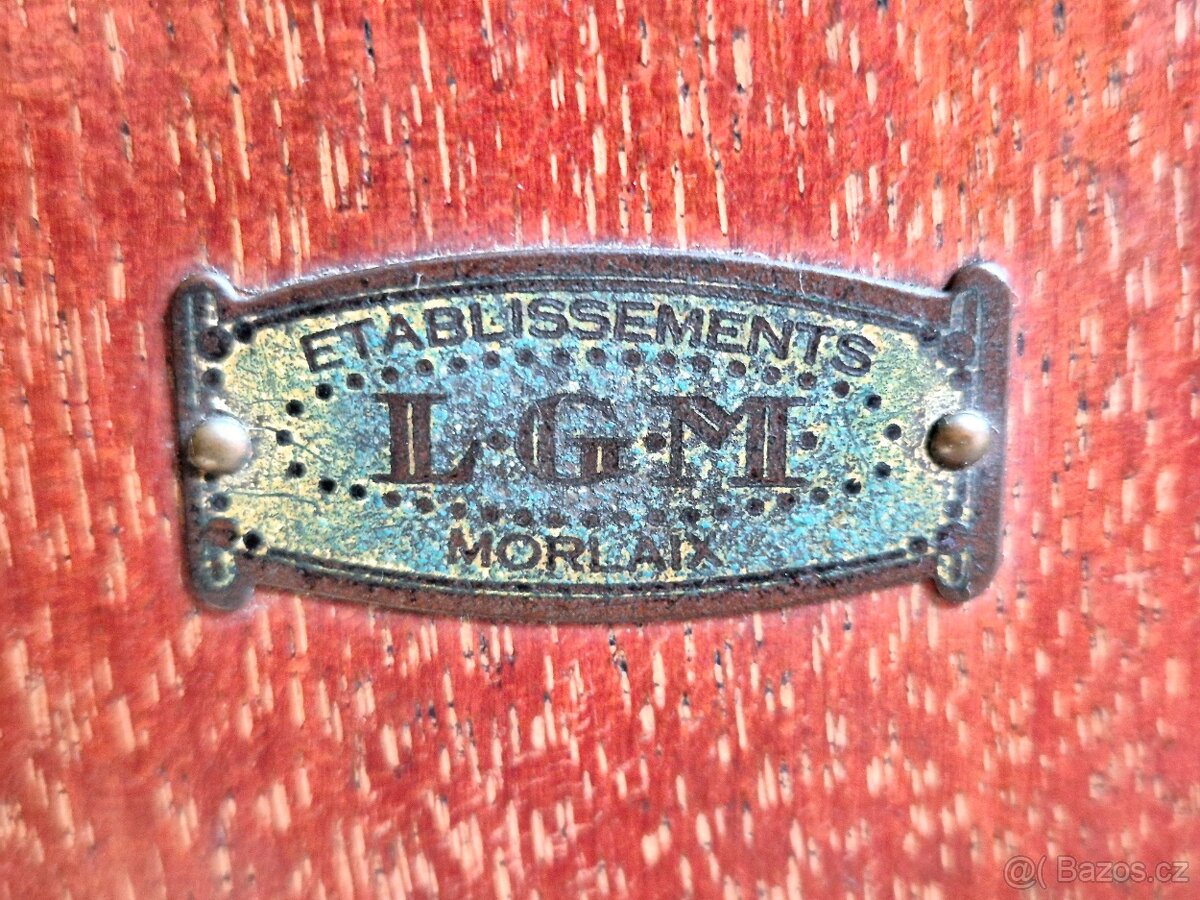 ETABLISSEMENTS
L·G·M·
MORLAIX
@( Bazos.cz